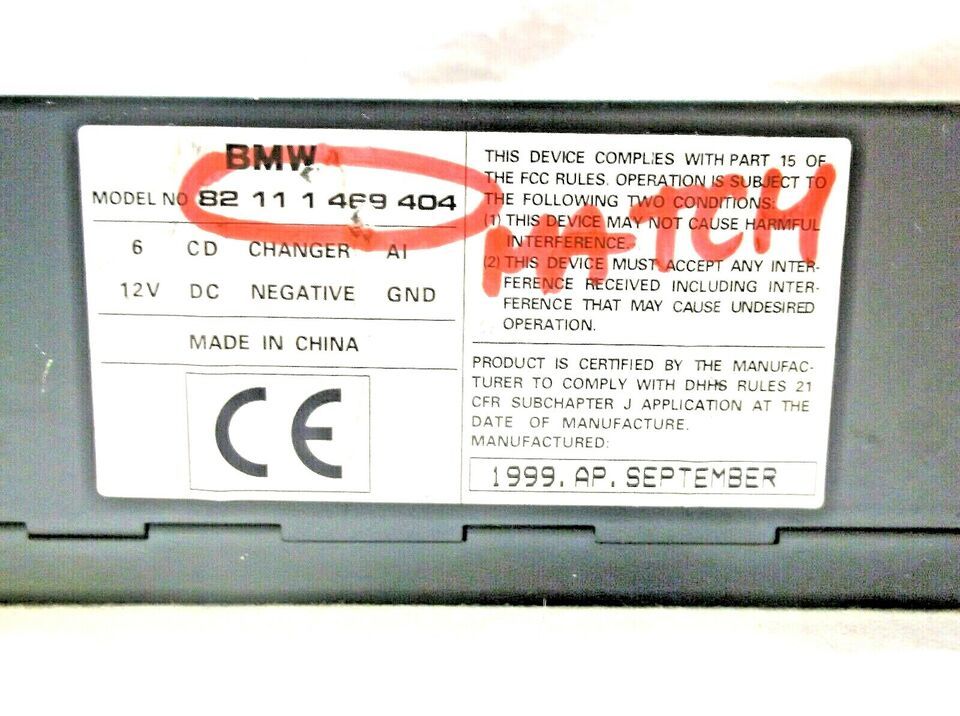 BMW
MODEL NO 82 11 1 469 404
6 CD CHANGER AI
12V DC NEGATIVE GND
MADE IN CHINA
CE
THIS DEVICE COMPLIES WITH PART 15 OF
THE FCC RULES. OPERATION IS SUBJECT TO
THE FOLLOWING TWO CONDITIONS:
(1) THIS DEVICE MAY NOT CAUSE HARMFUL
INTERFERENCE.
(2) THIS DEVICE MUST ACCEPT ANY INTER-
FERENCE RECEIVED INCLUDING INTER-
FERENCE THAT MAY CAUSE UNDESIRED
OPERATION.
MATCH
PRODUCT IS CERTIFIED BY THE MANUFAC-
TURER TO COMPLY WITH DHHS RULES 21
CFR SUBCHAPTER J APPLICATION AT THE
DATE OF MANUFACTURE.
MANUFACTURED:
1999. AP. SEPTEMBER